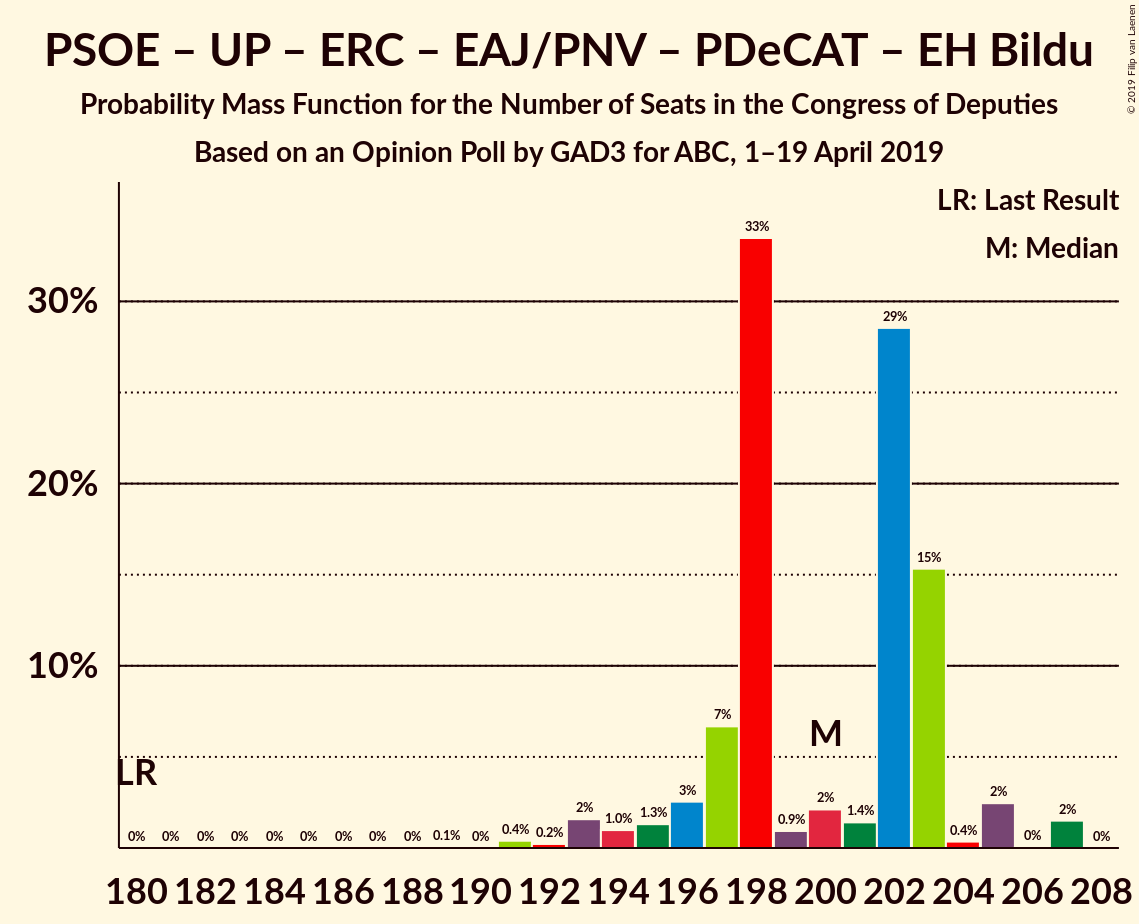 PSOE – UP – ERC – EAJ/PNV – PDeCAT – EH Bildu
Probability Mass Function for the Number of Seats in the Congress of Deputies
Based on an Opinion Poll by GAD3 for ABC, 1–19 April 2019
© 2019 Filip van Laenen
LR: Last Result
M: Median
33%
30%
29%
20%
15%
10%
7%
M
LR
0% 0% 0% 0% 0% 0% 0% 0% 0% 0.1% 0% 0.4% 0.2% 2% 1.0% 1.3% 3% 0.9% 2% 1.4% 0.4% 2% 0% 2% 0%
180 182 184 186 188 190 192 194 196 198 200 202 204 206 208